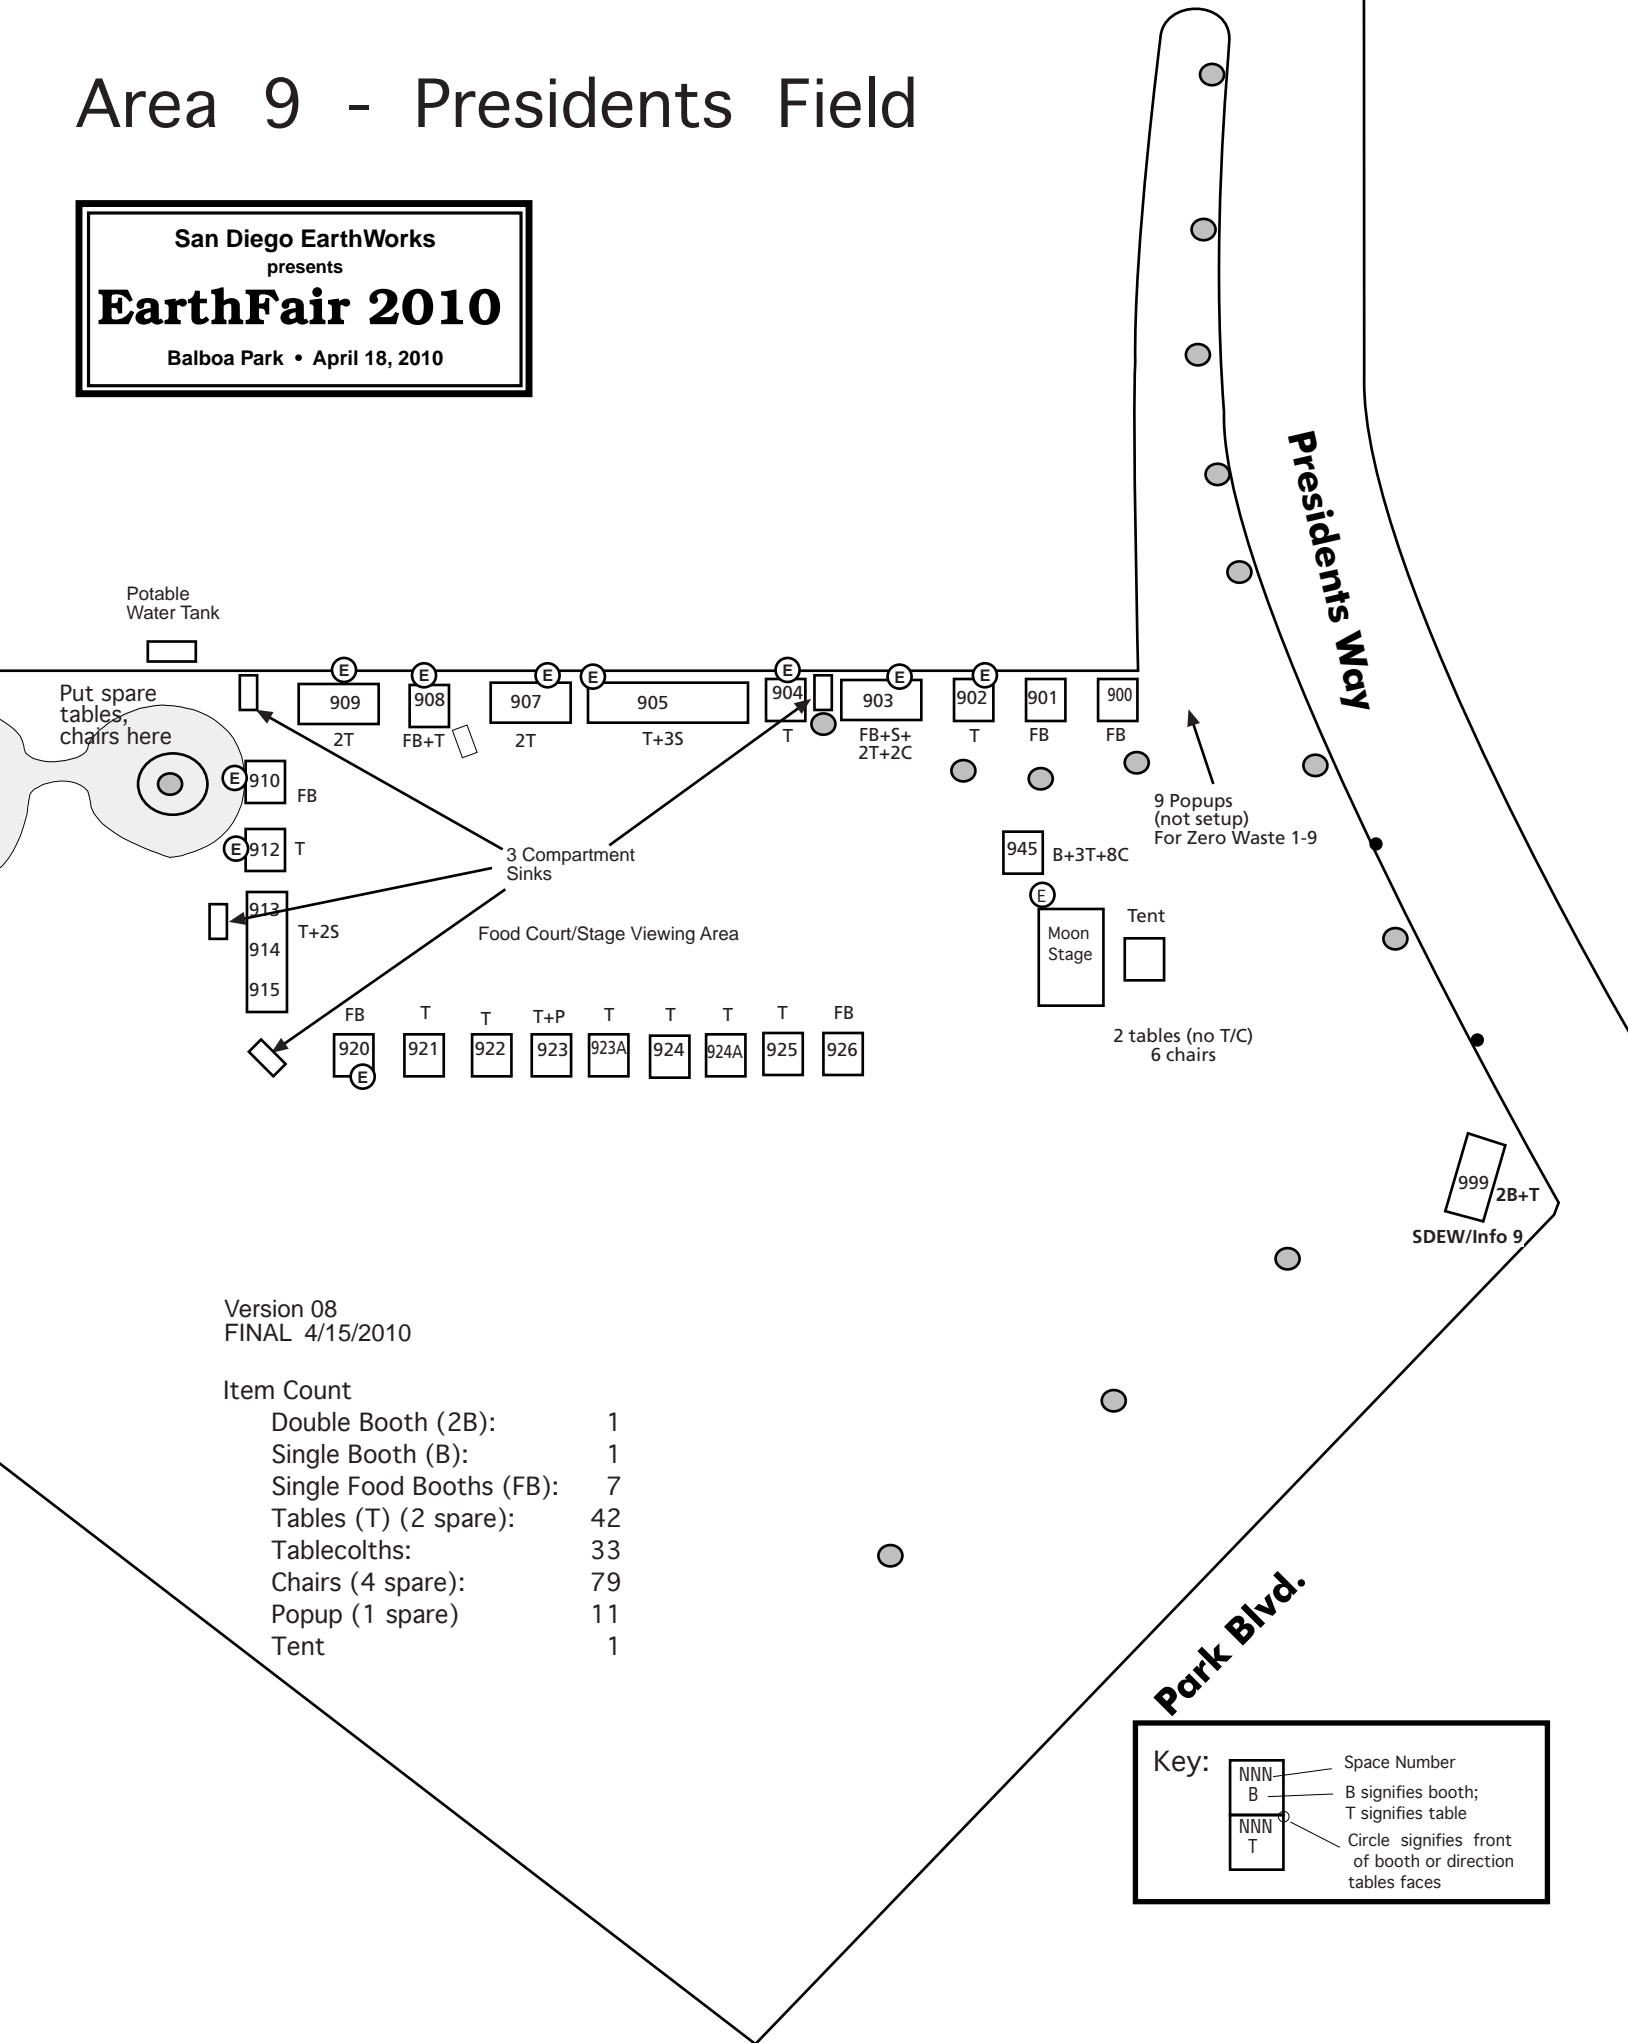 Area 9 - Presidents Field
San Diego EarthWorks
presents
EarthFair 2010
Balboa Park • April 18, 2010
Presidents Way
Potable
Water Tank
Put spare
tables,
chairs here
E
E
E
E
E
E
E
909
908
907
905
904
903
902
901
900
2T
FB+T
2T
T+3S
T
FB+S+
2T+2C
T
FB
FB
E
910
FB
9 Popups
(not setup)
For Zero Waste 1-9
E
912
T
3 Compartment
Sinks
945
B+3T+8C
E
913
914
915
T+2S
Food Court/Stage Viewing Area
Moon
Stage
Tent
FB
T
T
T+P
T
T
T
T
FB
920
921
922
923
923A
924
924A
925
926
E
2 tables (no T/C)
6 chairs
999
2B+T
SDEW/Info 9
Version 08
FINAL 4/15/2010
Item Count
Double Booth (2B): 1
Single Booth (B): 1
Single Food Booths (FB): 7
Tables (T) (2 spare): 42
Tablecolths: 33
Chairs (4 spare): 79
Popup (1 spare) 11
Tent 1
Park Blvd.
Key:
NNN
B
NNN
T
Space Number
B signifies booth;
T signifies table
Circle signifies front
of booth or direction
tables faces